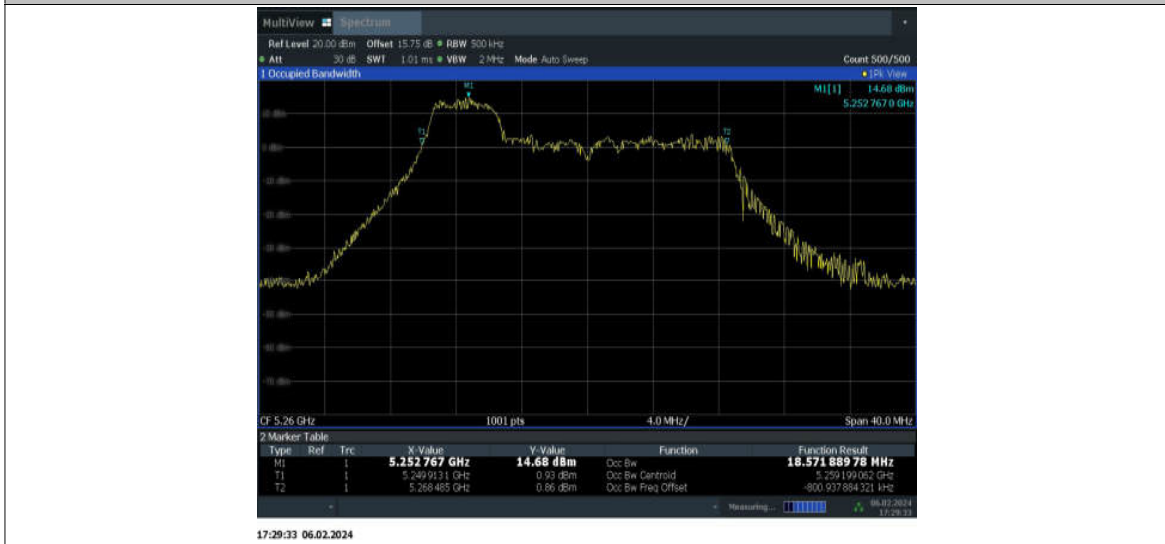 MultiView Spectrum
Ref Level 20.00 dBm Offset 15.75 dB RBW 500 kHz
Att 30 dB SWT 1.01 ms VBW 2 MHz Mode Auto Sweep Count 500/500
1 Occupied Bandwidth 1Pk View
M1[1] 14.68 dBm
5.252 767 0 GHz
M1
T1
T2
CF 5.26 GHz 1001 pts 4.0 MHz/ Span 40.0 MHz
2 Marker Table
Type Ref Trc X-Value Y-Value Function Function Result
M1 1 5.252 767 GHz 14.68 dBm Occ Bw 18.571 889 78 MHz
T1 1 5.249 913 1 GHz 0.93 dBm Occ Bw Centroid 5.259 199 062 GHz
T2 1 5.268 485 GHz 0.86 dBm Occ Bw Freq Offset -800.937 884 321 kHz
Measuring... 06.02.2024
17:29:33
17:29:33 06.02.2024